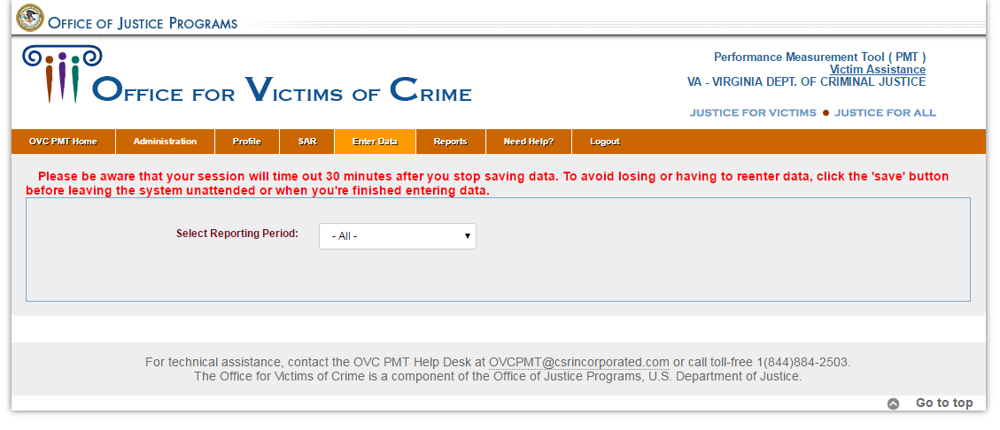 OFFICE OF JUSTICE PROGRAMS
OFFICE FOR VICTIMS OF CRIME
Performance Measurement Tool ( PMT )
Victim Assistance
VA - VIRGINIA DEPT. OF CRIMINAL JUSTICE
JUSTICE FOR VICTIMS ● JUSTICE FOR ALL
OVC PMT Home Administration Profile SAR Enter Data Reports Need Help? Logout
Please be aware that your session will time out 30 minutes after you stop saving data. To avoid losing or having to reenter data, click the 'save' button
before leaving the system unattended or when you're finished entering data.
Select Reporting Period: - All -
For technical assistance, contact the OVC PMT Help Desk at OVCPMT@csrincorporated.com or call toll-free 1(844)884-2503.
The Office for Victims of Crime is a component of the Office of Justice Programs, U.S. Department of Justice.
Go to top